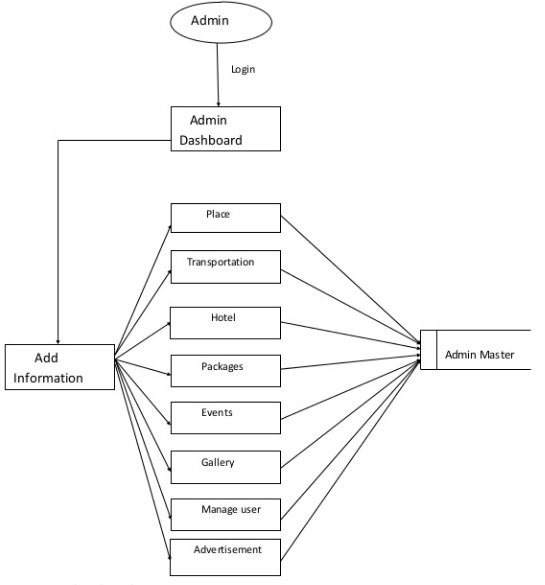 Admin
Login
Admin
Dashboard
Place
Transportation
Hotel
Add
Information
Admin Master
Packages
Events
Gallery
Manage user
Advertisement